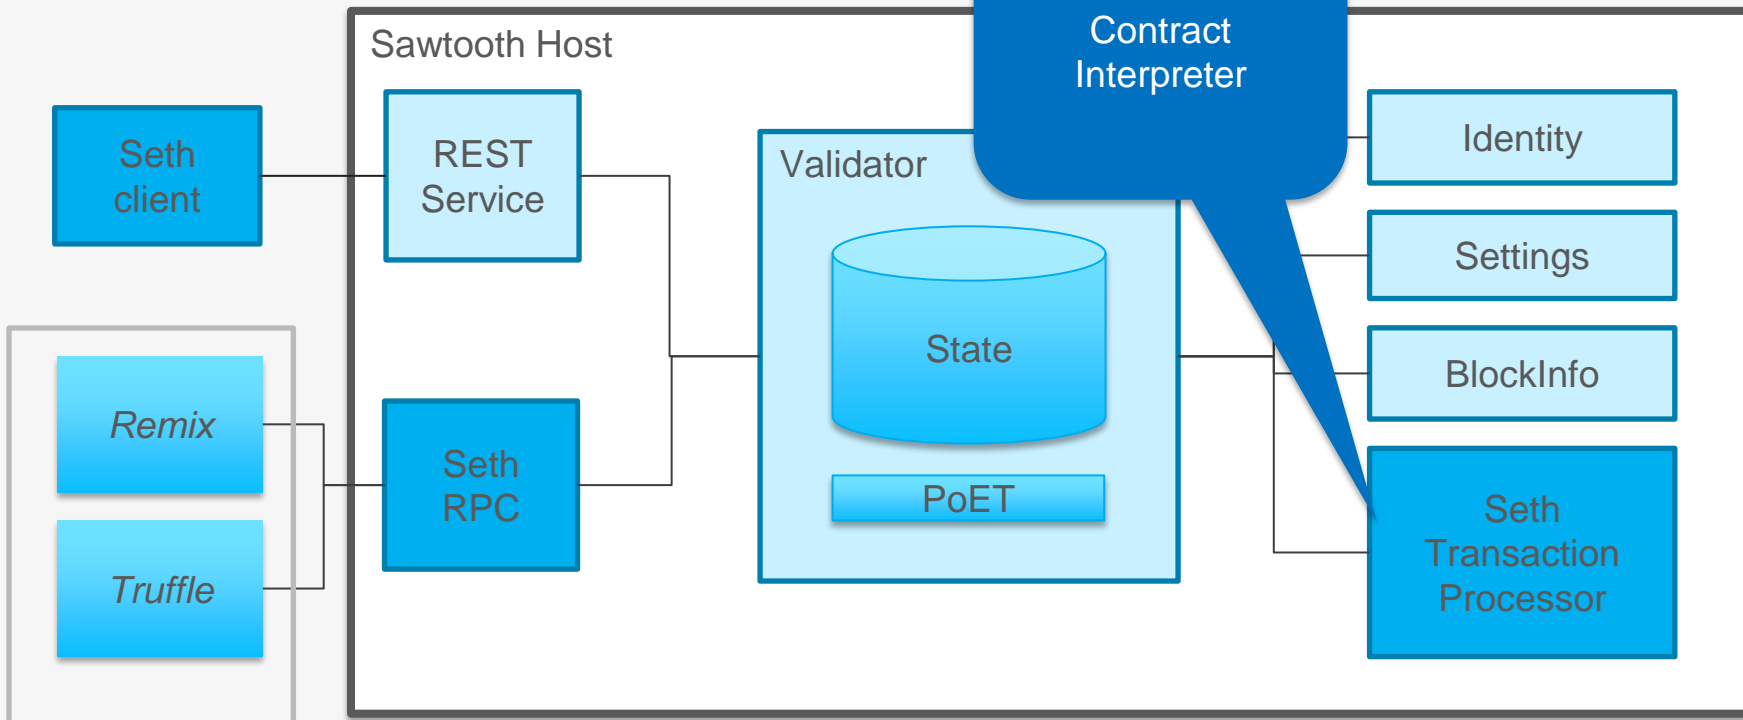 Sawtooth Host
Contract
Interpreter
Seth
client
REST
Service
Validator
Identity
Settings
State
BlockInfo
Remix
Seth
RPC
PoET
Truffle
Seth
Transaction
Processor